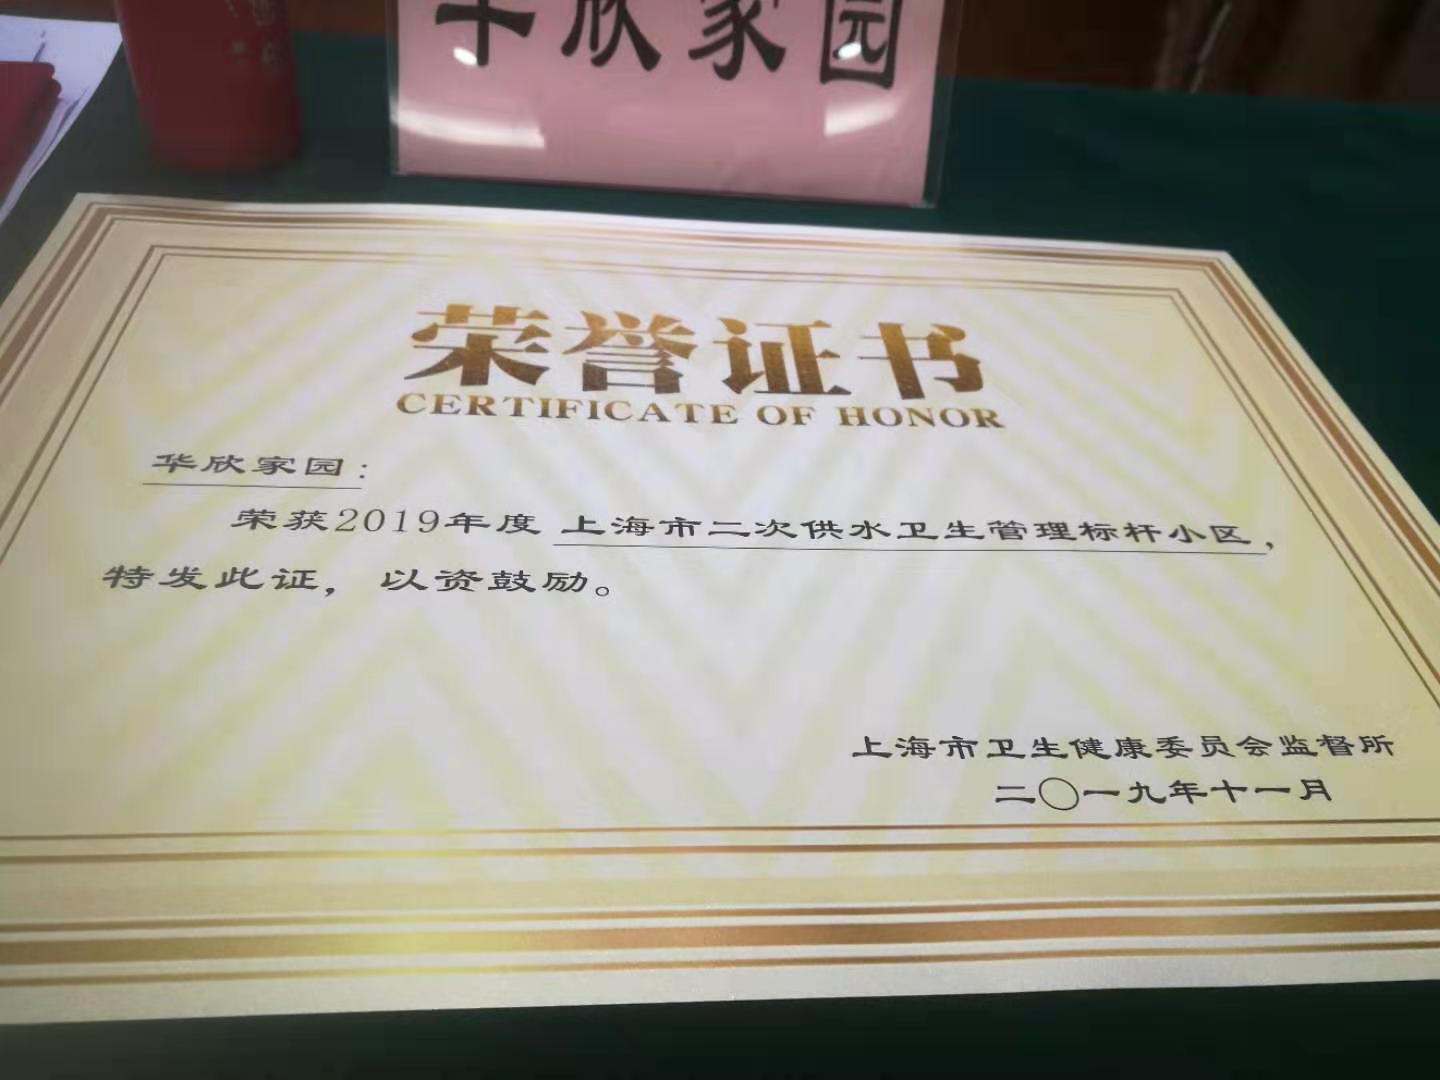 华欣家园
荣誉证书
CERTIFICATE OF HONOR
华欣家园：
荣获2019年度 上海市二次供水卫生管理标杆小区，
特发此证，以资鼓励。
上海市卫生健康委员会监督所
二〇一九年十一月